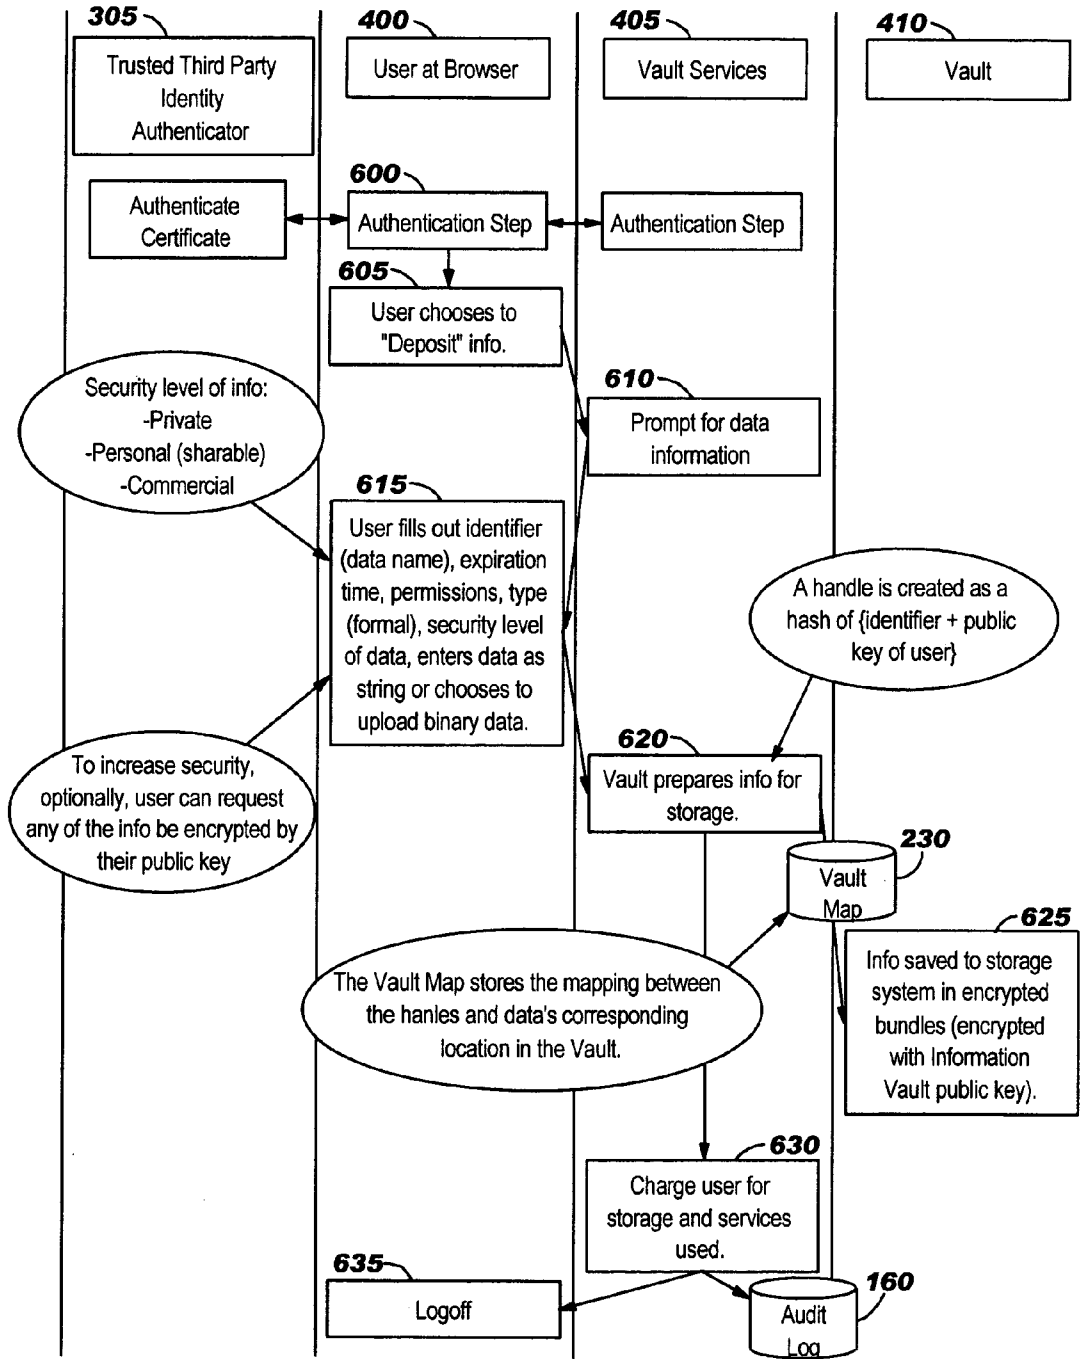 305
400
405
410
Trusted Third Party
Identity
Authenticator
User at Browser
Vault Services
Vault
600
Authenticate
Certificate
Authentication Step
Authentication Step
605
User chooses to
"Deposit" info.
Security level of info:
-Private
-Personal (sharable)
-Commercial
610
Prompt for data
information
615
User fills out identifier
(data name), expiration
time, permissions, type
(formal), security level
of data, enters data as
string or chooses to
upload binary data.
A handle is created as a
hash of {identifier + public
key of user}
To increase security,
optionally, user can request
any of the info be encrypted by
their public key
620
Vault prepares info for
storage.
230
Vault
Map
625
Info saved to storage
system in encrypted
bundles (encrypted
with Information
Vault public key).
The Vault Map stores the mapping between
the hanles and data's corresponding
location in the Vault.
630
Charge user for
storage and services
used.
635
Logoff
160
Audit
Log